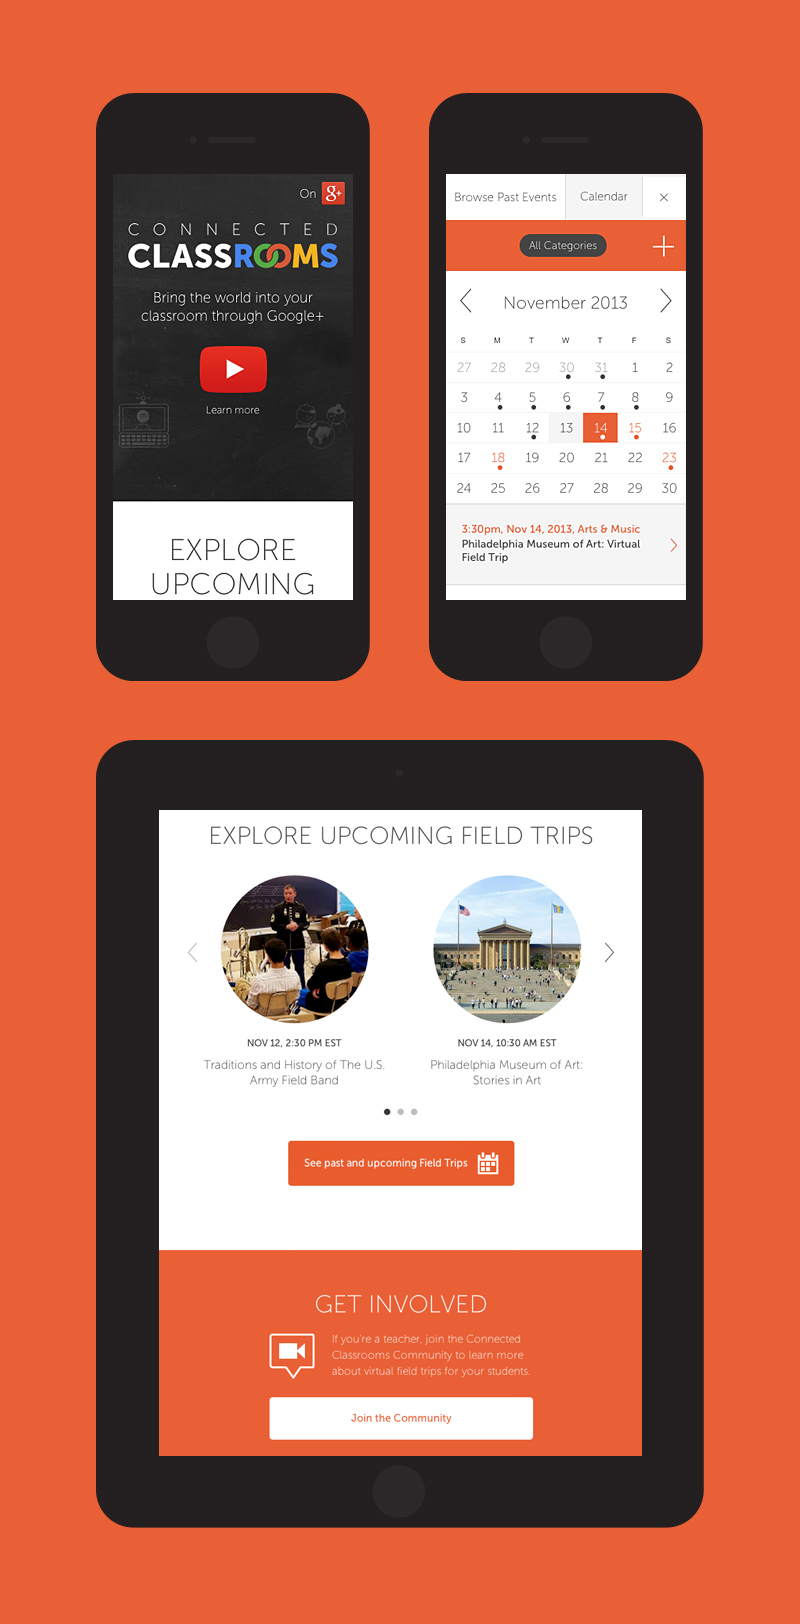 On g+
CONNECTED
CLASSROOMS
Bring the world into your
classroom through Google+
Learn more
EXPLORE
UPCOMING
Browse Past Events Calendar ×
All Categories +
November 2013
S M T W T F S
27 28 29 30 31 1 2
3 4 5 6 7 8 9
10 11 12 13 14 15 16
17 18 19 20 21 22 23
24 25 26 27 28 29 30
3:30pm, Nov 14, 2013, Arts & Music
Philadelphia Museum of Art: Virtual
Field Trip
EXPLORE UPCOMING FIELD TRIPS
NOV 12, 2:30 PM EST
Traditions and History of The U.S.
Army Field Band
NOV 14, 10:30 AM EST
Philadelphia Museum of Art:
Stories in Art
See past and upcoming Field Trips
GET INVOLVED
If you're a teacher, join the Connected
Classrooms Community to learn more
about virtual field trips for your students.
Join the Community